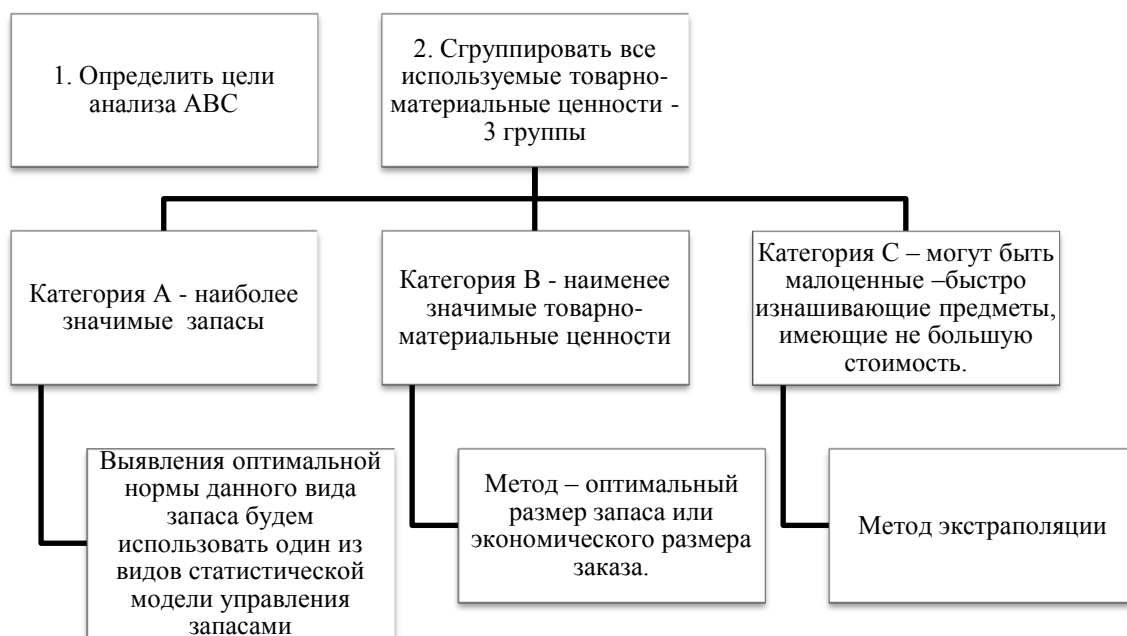 1. Определить цели
анализа ABC
2. Сгруппировать все
используемые товарно-
материальные ценности -
3 группы
Категория А - наиболее
значимые запасы
Категория В - наименее
значимые товарно-
материальные ценности
Категория С – могут быть
малоценные –быстро
изнашивающие предметы,
имеющие не большую
стоимость.
Выявления оптимальной
нормы данного вида
запаса будем
использовать один из
видов статистической
модели управления
запасами
Метод – оптимальный
размер запаса или
экономического размера
заказа.
Метод экстраполяции